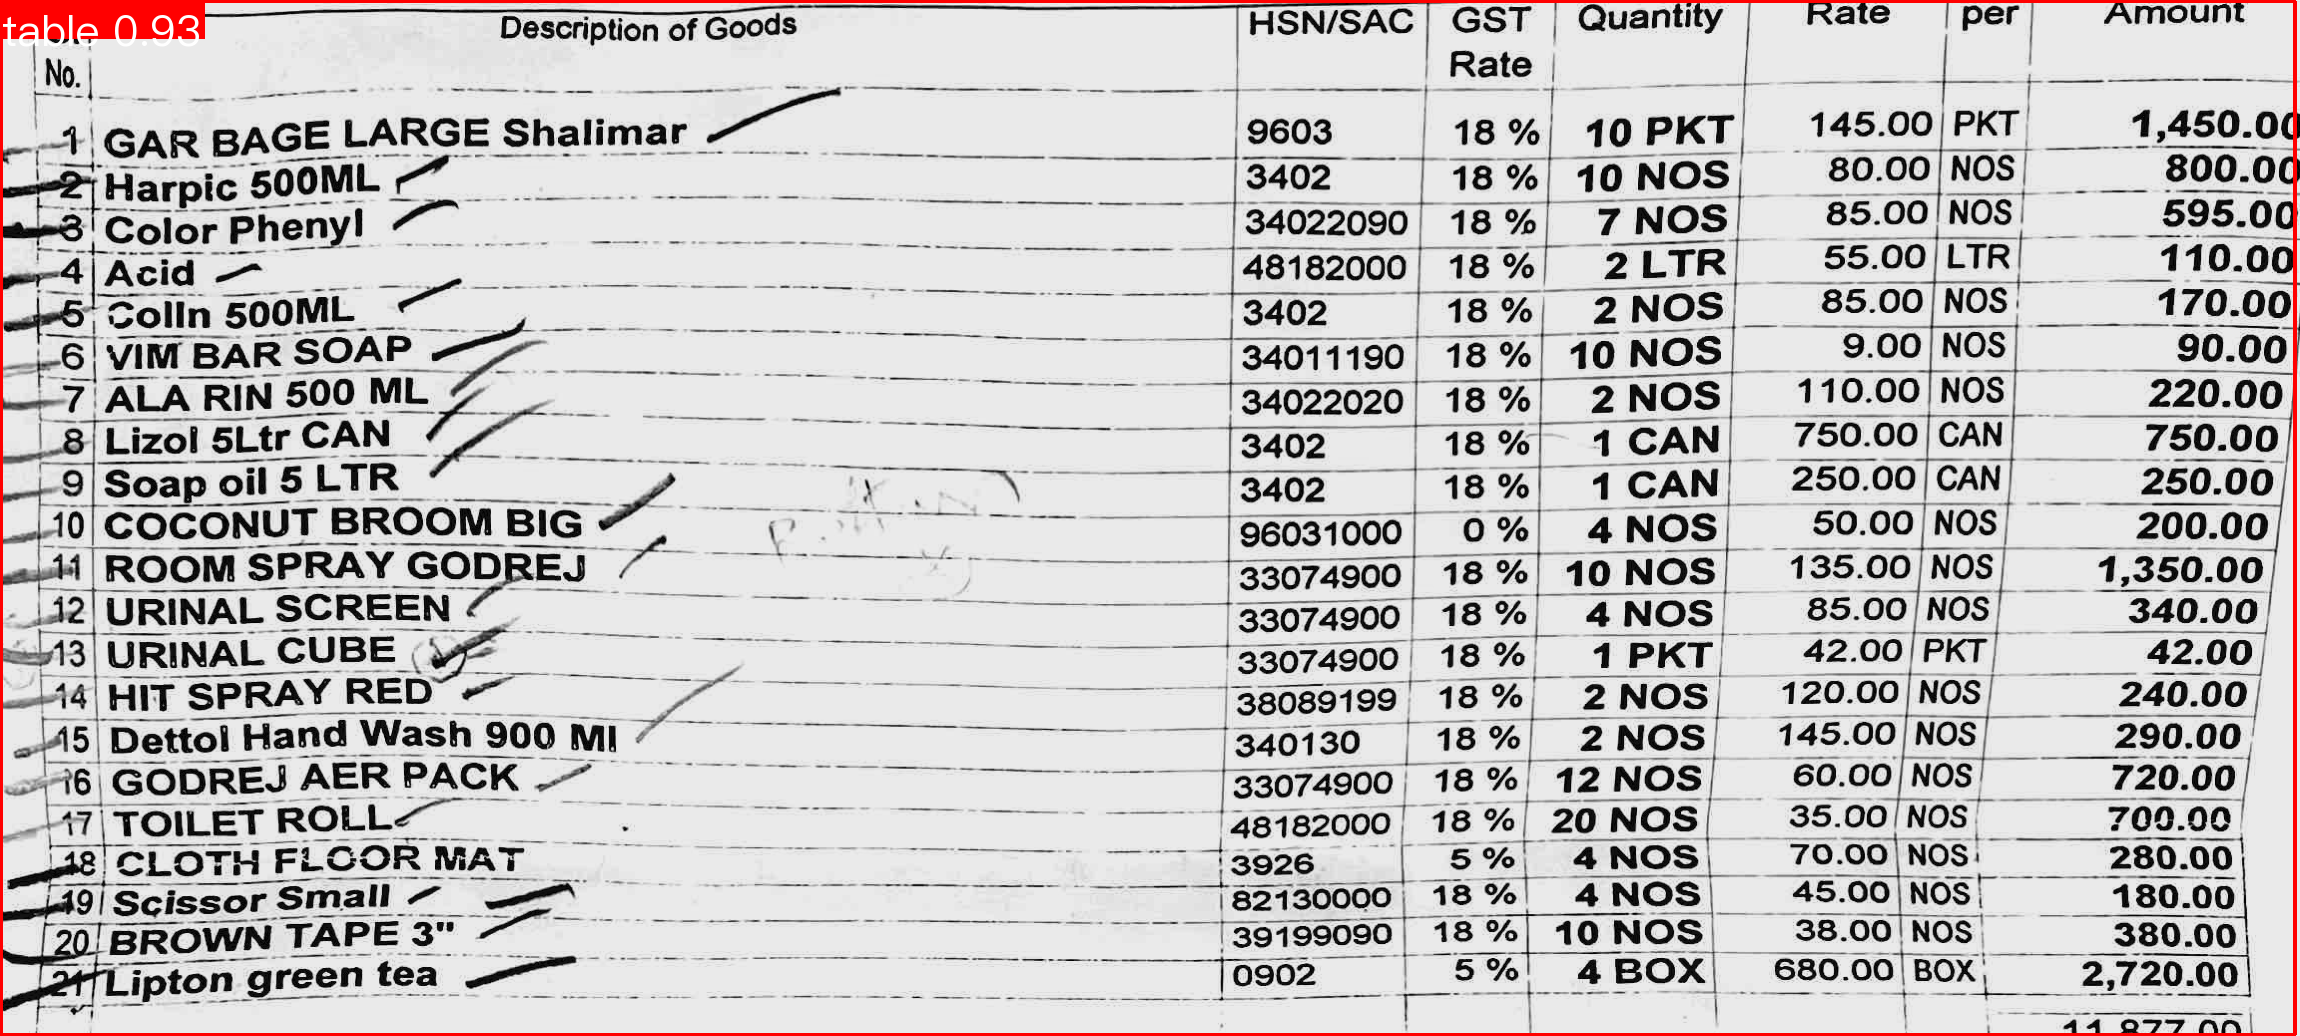 table 0.93
No. Description of Goods HSN/SAC GST Rate Quantity Rate per Amount
1 GAR BAGE LARGE Shalimar 9603 18 % 10 PKT 145.00 PKT 1,450.00
2 Harpic 500ML 3402 18 % 10 NOS 80.00 NOS 800.00
3 Color Phenyl 34022090 18 % 7 NOS 85.00 NOS 595.00
4 Acid 48182000 18 % 2 LTR 55.00 LTR 110.00
5 ColIn 500ML 3402 18 % 2 NOS 85.00 NOS 170.00
6 VIM BAR SOAP 34011190 18 % 10 NOS 9.00 NOS 90.00
7 ALA RIN 500 ML 34022020 18 % 2 NOS 110.00 NOS 220.00
8 Lizol 5Ltr CAN 3402 18 % 1 CAN 750.00 CAN 750.00
9 Soap oil 5 LTR 3402 18 % 1 CAN 250.00 CAN 250.00
10 COCONUT BROOM BIG 96031000 0 % 4 NOS 50.00 NOS 200.00
11 ROOM SPRAY GODREJ 33074900 18 % 10 NOS 135.00 NOS 1,350.00
12 URINAL SCREEN 33074900 18 % 4 NOS 85.00 NOS 340.00
13 URINAL CUBE 33074900 18 % 1 PKT 42.00 PKT 42.00
14 HIT SPRAY RED 38089199 18 % 2 NOS 120.00 NOS 240.00
15 Dettol Hand Wash 900 Ml 340130 18 % 2 NOS 145.00 NOS 290.00
16 GODREJ AER PACK 33074900 18 % 12 NOS 60.00 NOS 720.00
17 TOILET ROLL 48182000 18 % 20 NOS 35.00 NOS 700.00
18 CLOTH FLOOR MAT 3926 5 % 4 NOS 70.00 NOS 280.00
19 Scissor Small 82130000 18 % 4 NOS 45.00 NOS 180.00
20 BROWN TAPE 3" 39199090 18 % 10 NOS 38.00 NOS 380.00
21 Lipton green tea 0902 5 % 4 BOX 680.00 BOX 2,720.00
11,877.00